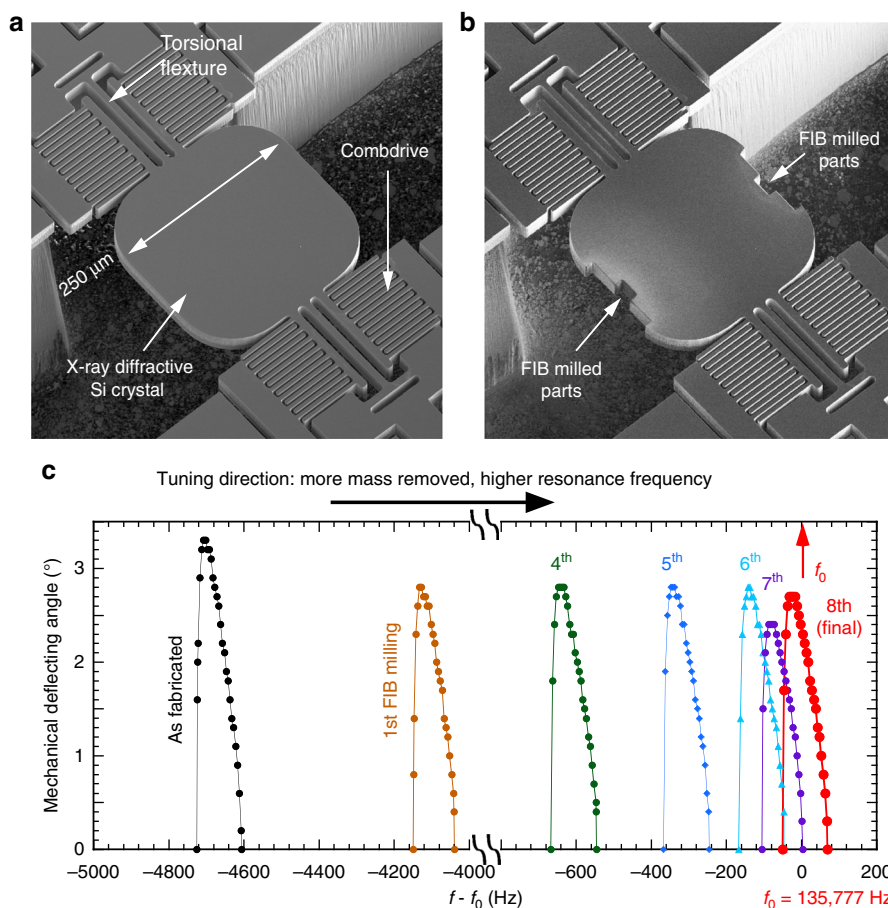 a
Torsional
flexture
Combdrive
250 µm
X-ray diffractive
Si crystal
b
FIB milled
parts
FIB milled
parts
c
Tuning direction: more mass removed, higher resonance frequency
Mechanical deflecting angle (°)
3
2
1
0
As fabricated
1st FIB milling
4th
5th
6th
7th
f0
8th
(final)
−5000 −4800 −4600 −4400 −4200 −4000 −600 −400 −200 0 200
f - f0 (Hz)
f0 = 135,777 Hz